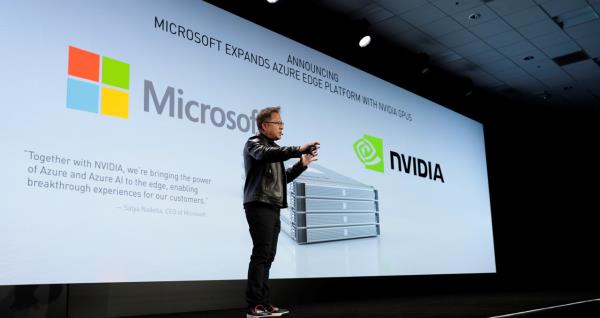 ANNOUNCING
MICROSOFT EXPANDS AZURE EDGE PLATFORM WITH NVIDIA GPUS
Microsoft
nVIDIA
"Together with NVIDIA, we're bringing the power
of Azure and Azure AI to the edge, enabling
breakthrough experiences for our customers."
— Satya Nadella, CEO of Microsoft